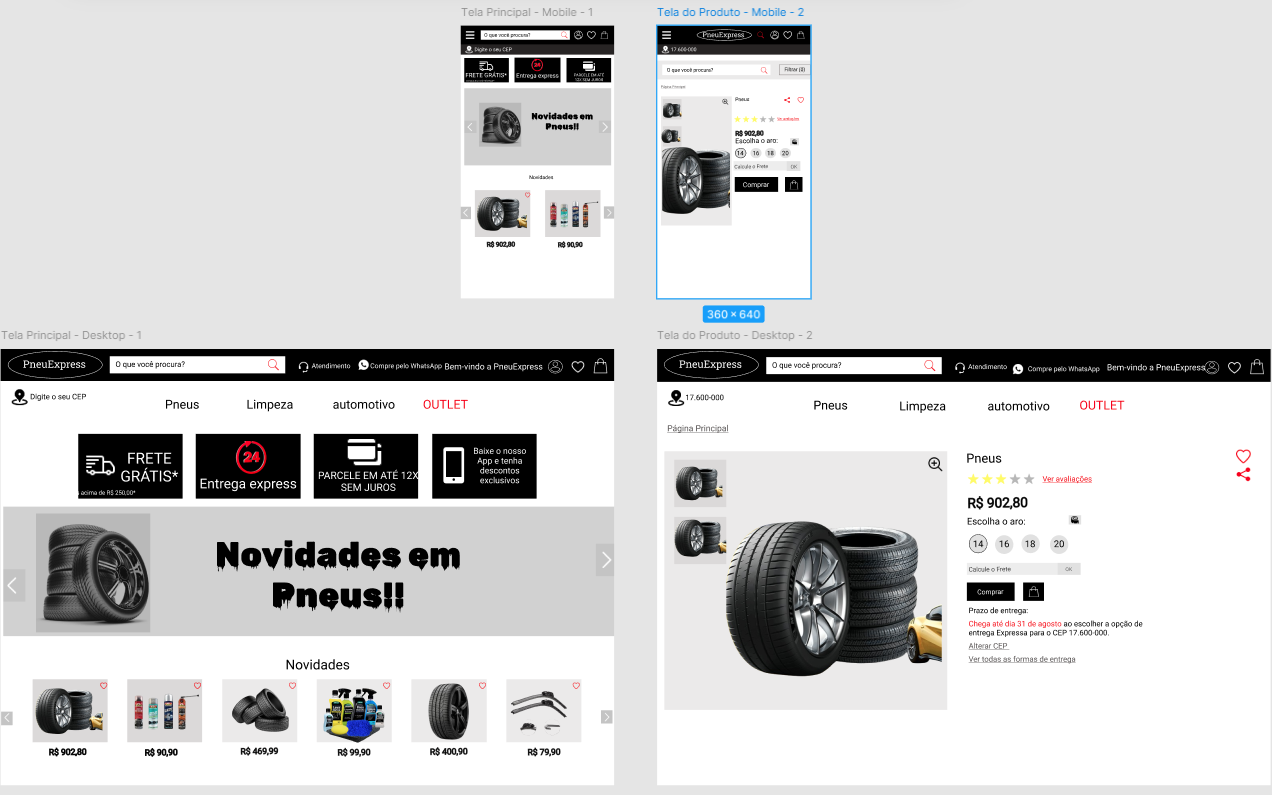 Tela Principal - Mobile - 1
O que você procura?
Digite o seu CEP
FRETE GRÁTIS*
24
Entrega express
PARCELE EM ATÉ
12X SEM JUROS
Novidades em
Pneus!!
Novidades
R$ 902,80
R$ 90,90
Tela do Produto - Mobile - 2
PneuExpress
17.600-000
O que você procura?
Filtrar (0)
Pneus
Ver avaliações
R$ 902,80
Escolha o aro:
14 16 18 20
Calcule o Frete OK
Comprar
360 × 640
Tela Principal - Desktop - 1
PneuExpress
O que você procura?
Atendimento
Compre pelo WhatsApp
Bem-vindo a PneuExpress
Digite o seu CEP
Pneus Limpeza automotivo OUTLET
FRETE
GRÁTIS*
acima de R$ 250,00*
24
Entrega express
PARCELE EM ATÉ 12X
SEM JUROS
Baixe o nosso
App e tenha
descontos
exclusivos
Novidades em
Pneus!!
Novidades
R$ 902,80 R$ 90,90 R$ 469,99 R$ 99,90 R$ 400,90 R$ 79,90
Tela do Produto - Desktop - 2
PneuExpress
O que você procura?
Atendimento
Compre pelo WhatsApp
Bem-vindo a PneuExpress
17.600-000
Pneus Limpeza automotivo OUTLET
Página Principal
Pneus
Ver avaliações
R$ 902,80
Escolha o aro:
14 16 18 20
Calcule o Frete OK
Comprar
Prazo de entrega:
Chega até dia 31 de agosto ao escolher a opção de
entrega Expressa para o CEP 17.600-000.
Alterar CEP
Ver todas as formas de entrega